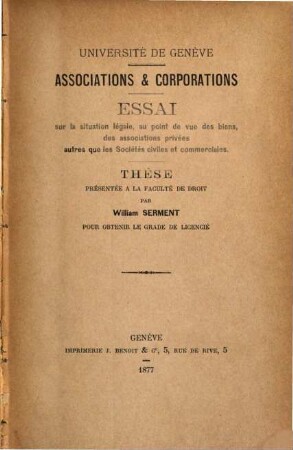 UNIVERSITÉ DE GENÈVE
ASSOCIATIONS & CORPORATIONS
ESSAI
sur la situation légale, au point de vue des biens,
des associations privées
autres que les Sociétés civiles et commerciales.
THÈSE
PRÉSENTÉE A LA FACULTÉ DE DROIT
PAR
William SERMENT
POUR OBTENIR LE GRADE DE LICENCIÉ
GENÈVE
IMPRIMERIE J. BENOIT & Cᵉ, 5, RUE DE RIVE, 5
1877